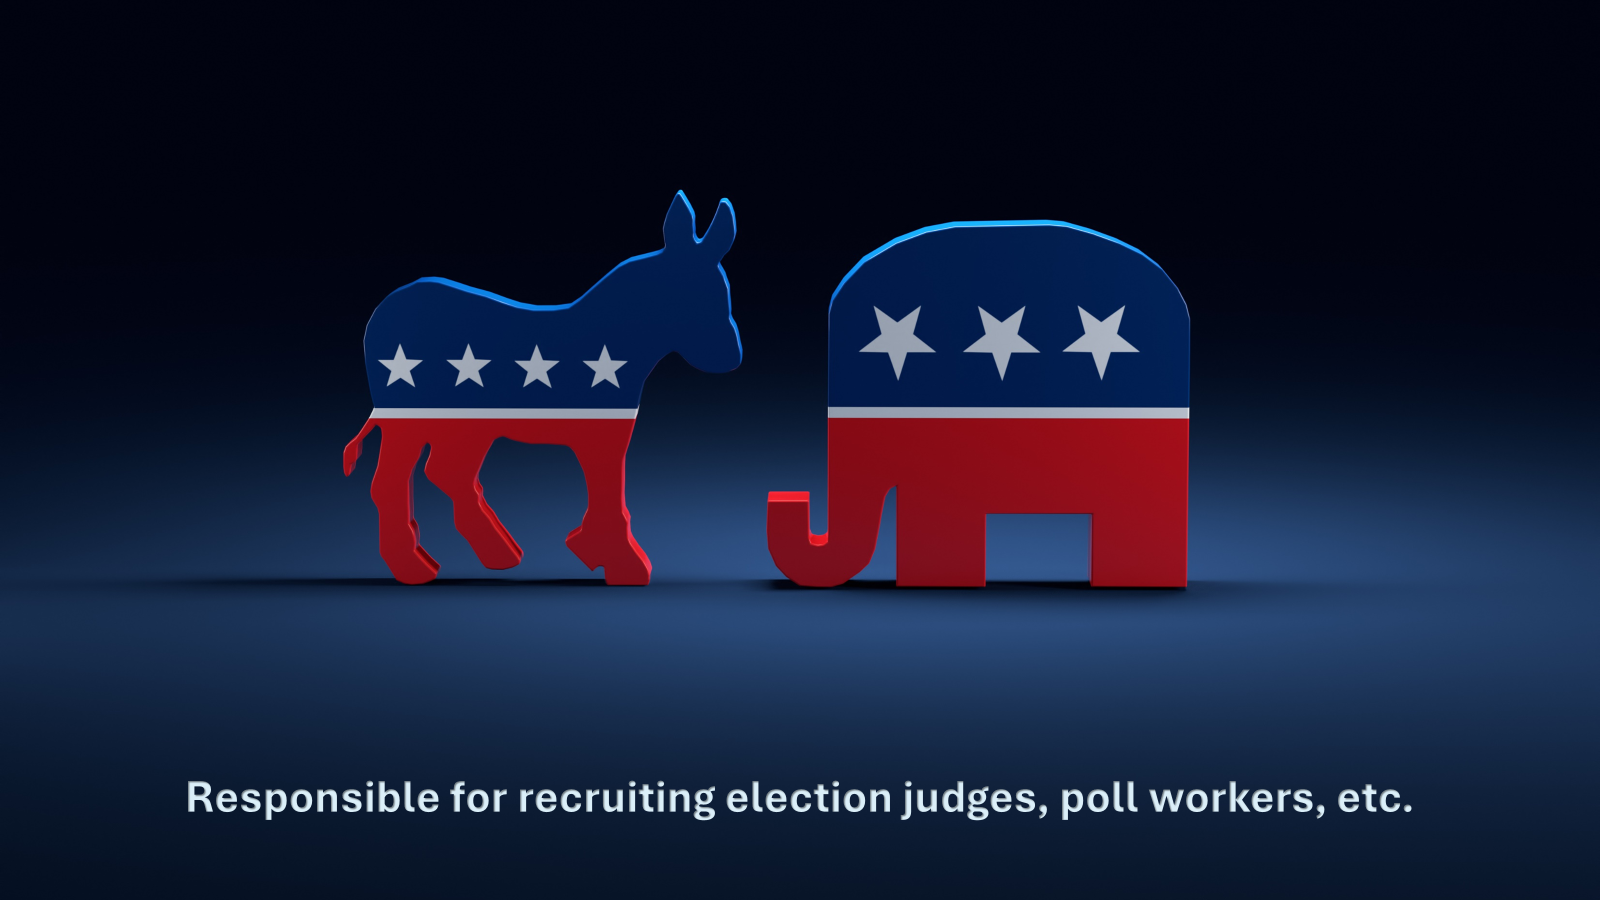 Responsible for recruiting election judges, poll workers, etc.